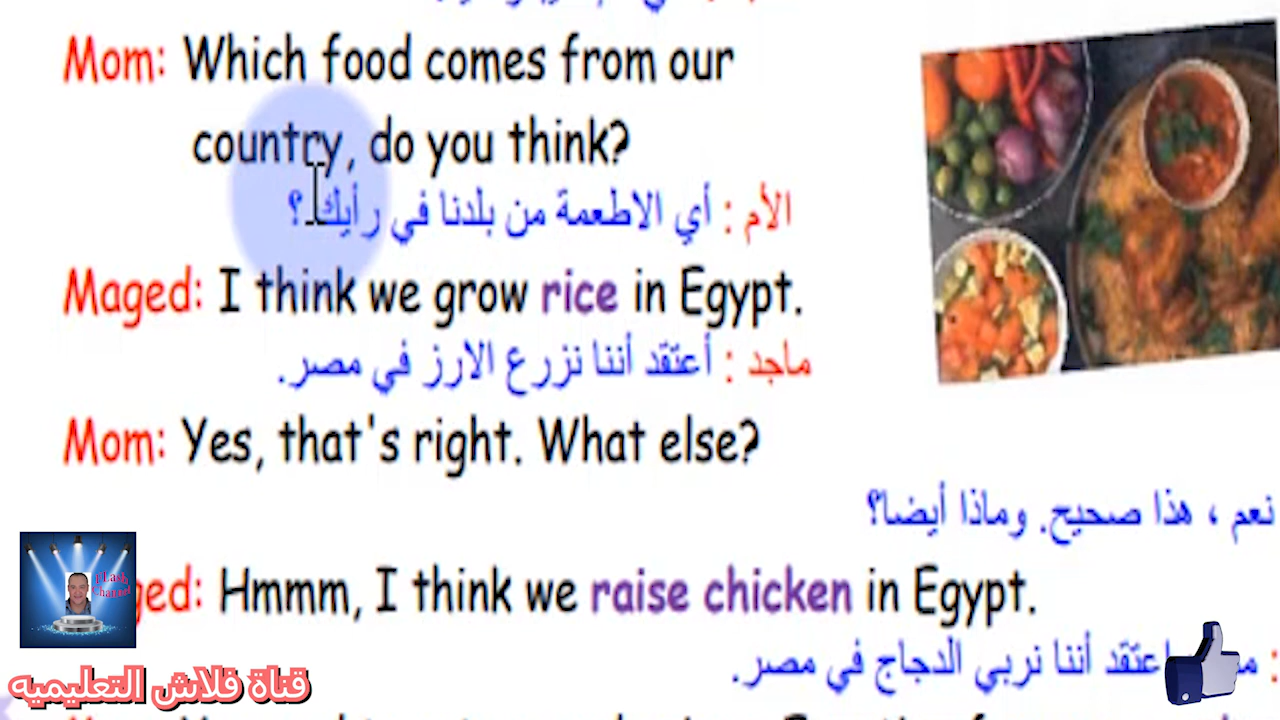 Mom: Which food comes from our
country, do you think?
الأم : أي الاطعمة من بلدنا في رأيك ؟
Maged: I think we grow rice in Egypt.
ماجد : أعتقد أننا نزرع الارز في مصر.
Mom: Yes, that's right. What else?
نعم ، هذا صحيح. وماذا أيضا؟
ged: Hmmm, I think we raise chicken in Egypt.
اعتقد أننا نربي الدجاج في مصر.
Flash Channel
قناة فلاش التعليميه